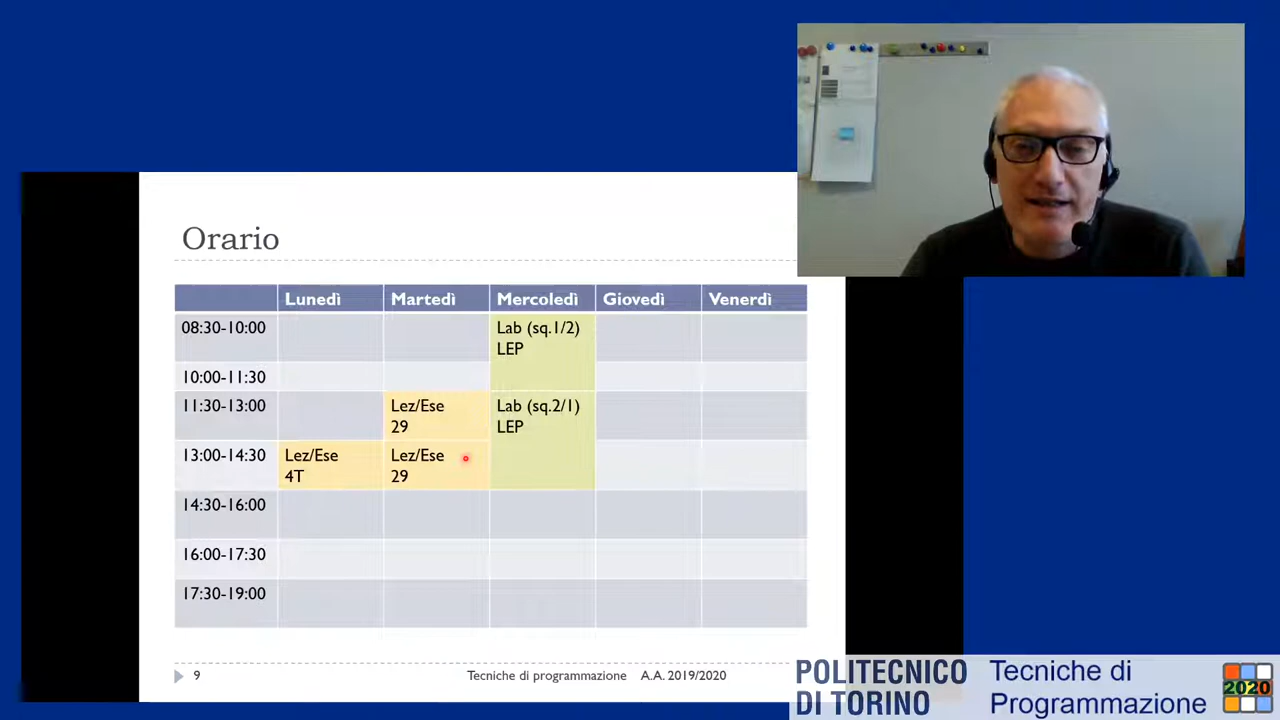 Orario
Lunedì Martedì Mercoledì Giovedì Venerdì
08:30-10:00 Lab (sq.1/2)
LEP
10:00-11:30
11:30-13:00 Lez/Ese Lab (sq.2/1)
29 LEP
13:00-14:30 Lez/Ese Lez/Ese
4T 29
14:30-16:00
16:00-17:30
17:30-19:00
9 Tecniche di programmazione A.A. 2019/2020
POLITECNICO
DI TORINO
Tecniche di
Programmazione
2020